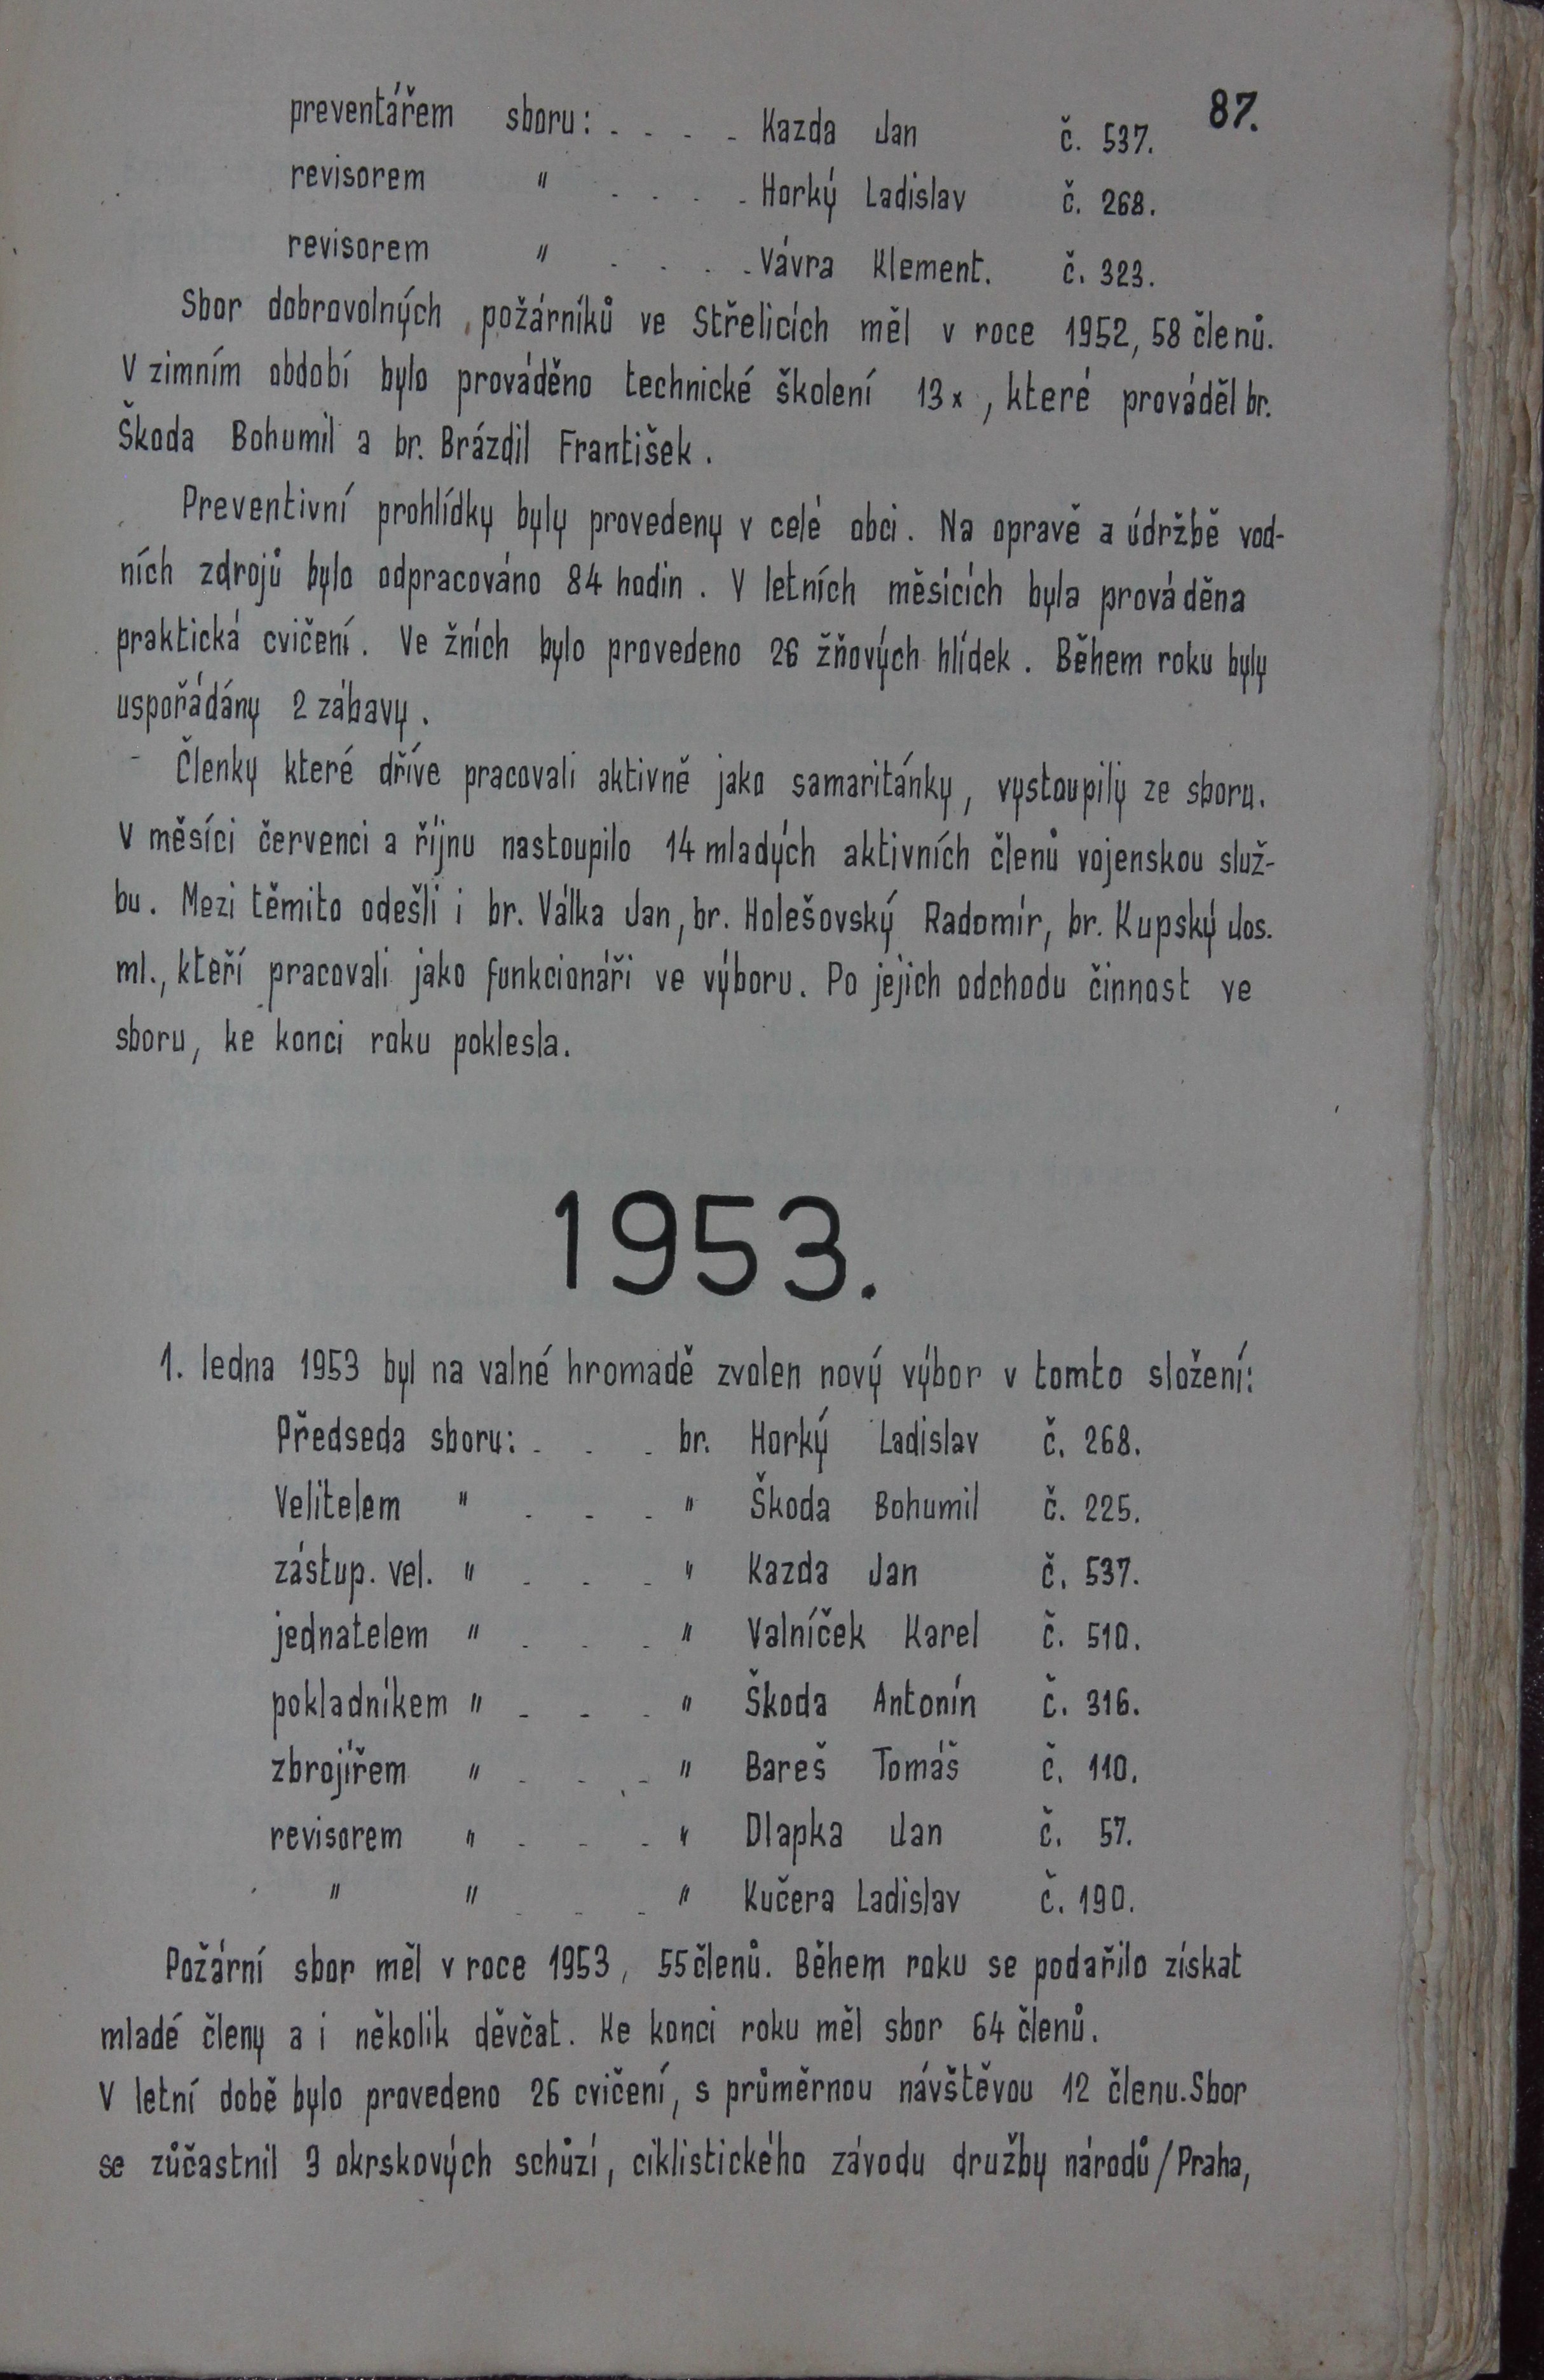 87.
preventářem sboru: . . . . Kazda Jan č. 537.
revisorem " . . . . Horký Ladislav č. 268.
revisorem " . . . . Vávra Klement. č. 323.
Sbor dobrovolných požárníků ve Střelicích měl v roce 1952, 58 členů.
V zimním období bylo prováděno technické školení 13x, které prováděl br.
Škoda Bohumil a br. Brázdil František.
Preventivní prohlídky byly provedeny v celé obci. Na opravě a údržbě vod-
ních zdrojů bylo odpracováno 84 hodin. V letních měsících byla prováděna
praktická cvičení. Ve žních bylo provedeno 26 žňových hlídek. Během roku byly
uspořádány 2 zábavy.
Členky které dříve pracovali aktivně jako samaritánky, vystoupily ze sboru.
V měsíci červenci a říjnu nastoupilo 14 mladých aktivních členů vojenskou služ-
bu. Mezi těmito odešli i br. Válka Jan, br. Holešovský Radomír, br. Kupský Jos.
ml., kteří pracovali jako funkcionáři ve výboru. Po jejich odchodu činnost ve
sboru, ke konci roku poklesla.
1953.
1. ledna 1953 byl na valné hromadě zvolen nový výbor v tomto složení:
Předseda sboru: . . . br. Horký Ladislav č. 268.
Velitelem " . . . " Škoda Bohumil č. 225.
zástup. vel. " . . . " Kazda Jan č. 537.
jednatelem " . . . " Valníček Karel č. 510.
pokladníkem " . . . " Škoda Antonín č. 316.
zbrojířem " . . . " Bareš Tomáš č. 110.
revisorem " . . . " Dlapka Jan č. 57.
" " . . . " Kučera Ladislav č. 190.
Požární sbor měl v roce 1953, 55 členů. Během roku se podařilo získat
mladé členy a i několik děvčat. Ke konci roku měl sbor 64 členů.
V letní době bylo provedeno 26 cvičení, s průměrnou návštěvou 12 členu. Sbor
se zůčastnil 3 okrskových schůzí, ciklistického závodu družby národů /Praha,